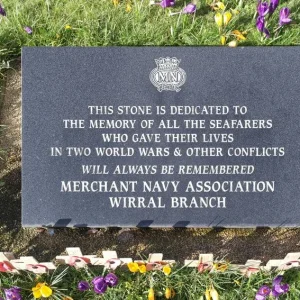 MN
THIS STONE IS DEDICATED TO
THE MEMORY OF ALL THE SEAFARERS
WHO GAVE THEIR LIVES
IN TWO WORLD WARS & OTHER CONFLICTS
WILL ALWAYS BE REMEMBERED
MERCHANT NAVY ASSOCIATION
WIRRAL BRANCH